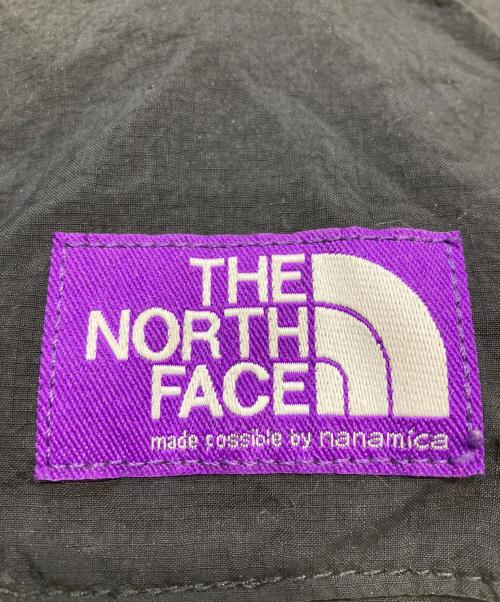 THE
NORTH
FACE
made cossible by nanamica